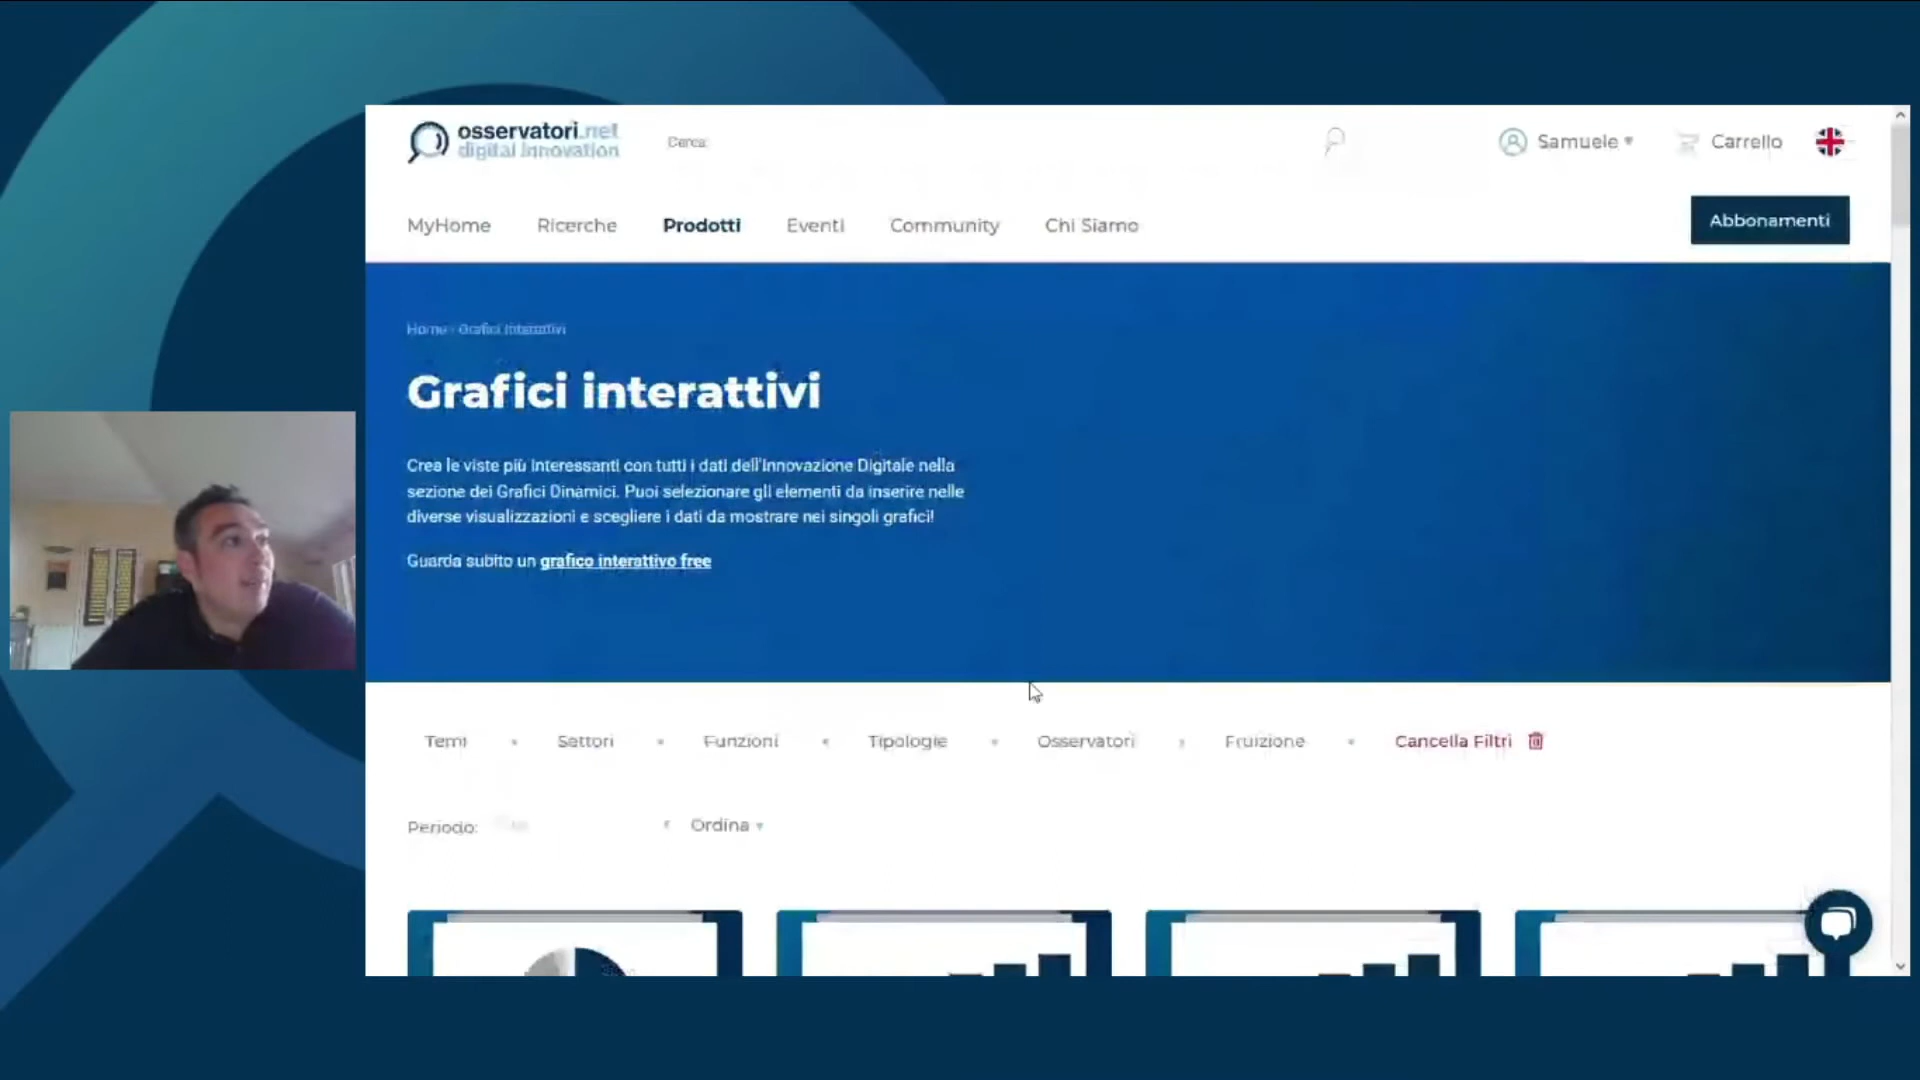 osservatori.net
digital innovation
Cerca:
Samuele
Carrello
MyHome
Ricerche
Prodotti
Eventi
Community
Chi Siamo
Abbonamenti
Home › Grafici Interattivi
Grafici interattivi
Crea le viste più interessanti con tutti i dati dell'Innovazione Digitale nella
sezione dei Grafici Dinamici. Puoi selezionare gli elementi da inserire nelle
diverse visualizzazioni e scegliere i dati da mostrare nei singoli grafici!
Guarda subito un grafico interattivo free
Temi
Settori
Funzioni
Tipologie
Osservatori
Fruizione
Cancella Filtri
Periodo:
Ordina